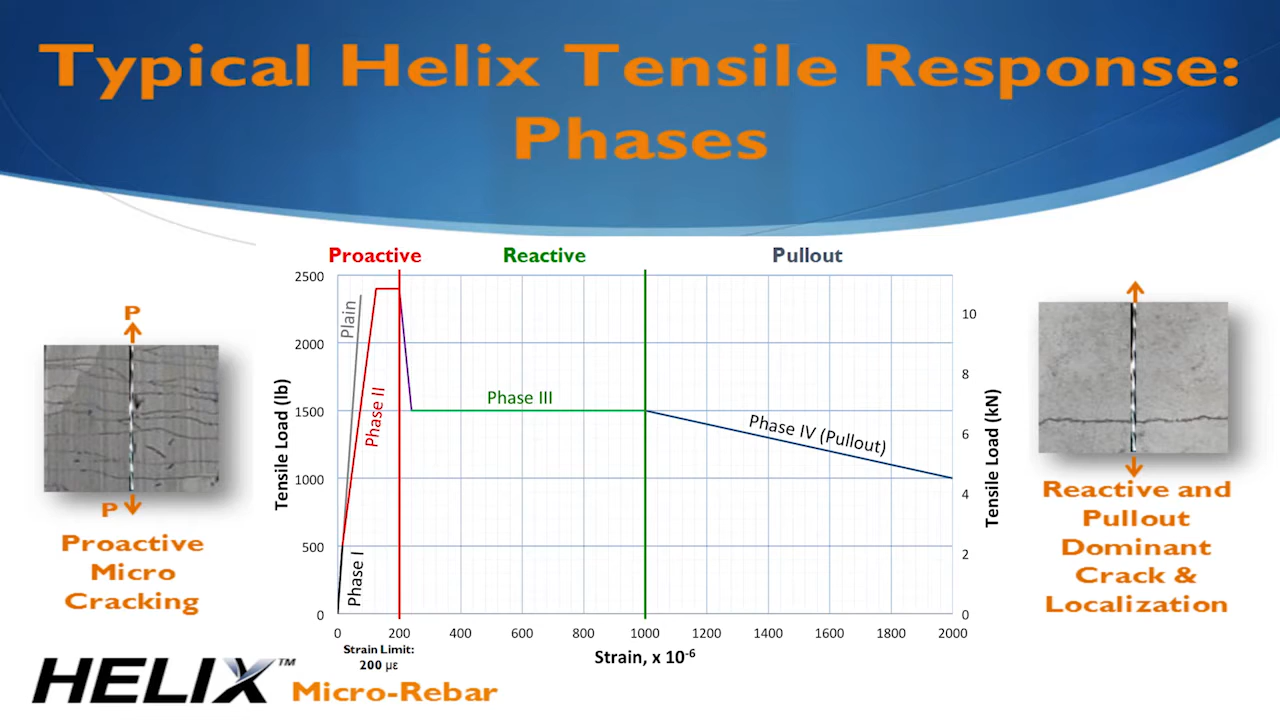 Typical Helix Tensile Response:
Phases
Proactive
Reactive
Pullout
Tensile Load (lb)
2500
2000
1500
1000
500
0
Plain
Phase I
Phase II
Phase III
Phase IV (Pullout)
10
8
6
4
2
0
Tensile Load (kN)
0 200 400 600 800 1000 1200 1400 1600 1800 2000
Strain Limit:
200 με
Strain, x 10⁻⁶
P
P
Proactive
Micro
Cracking
Reactive and
Pullout
Dominant
Crack &
Localization
HELIX™
Micro-Rebar